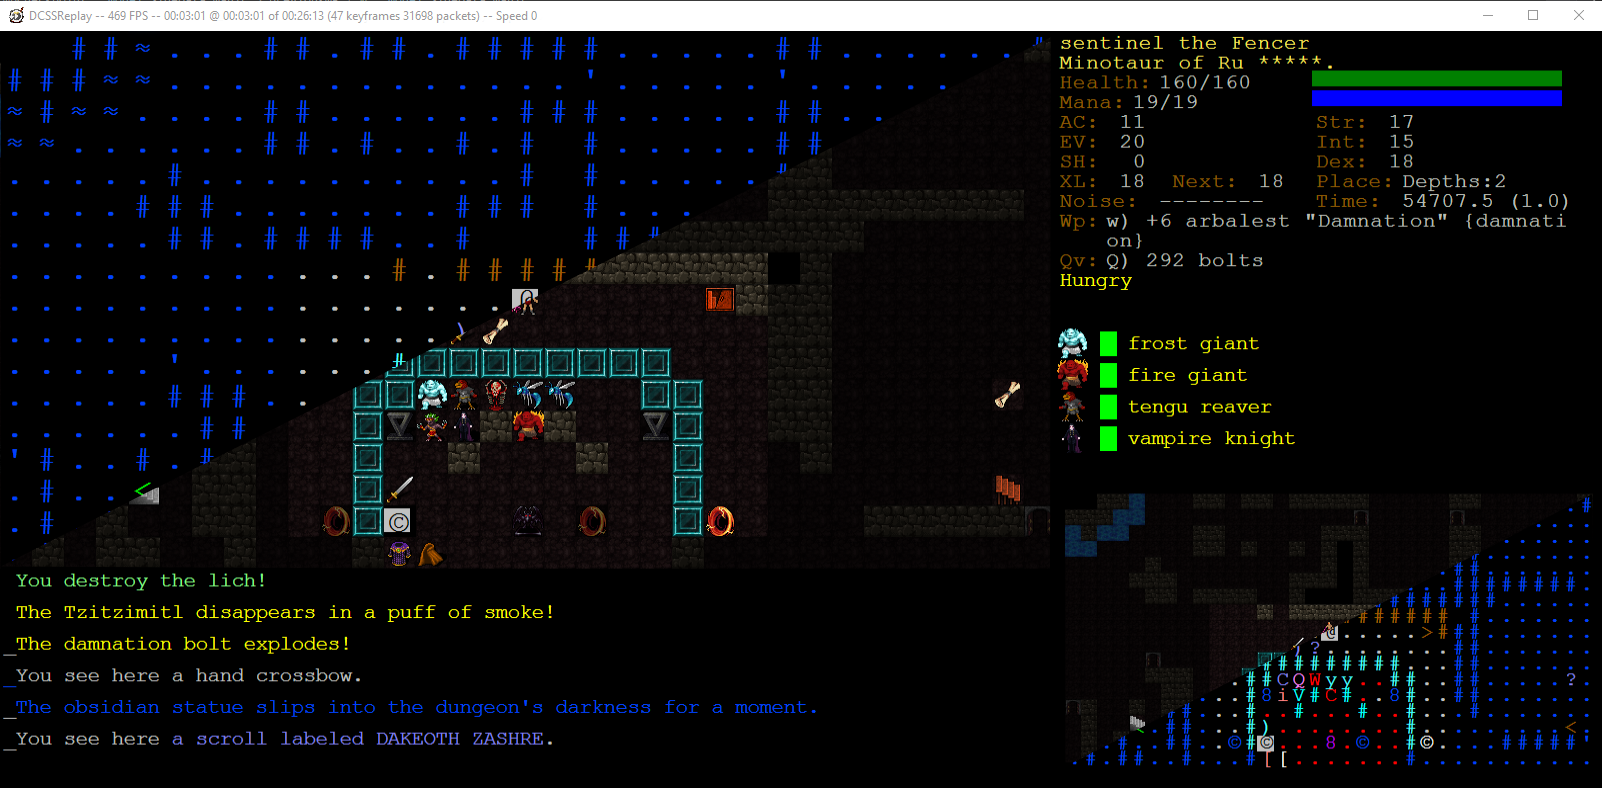 DCSSReplay -- 469 FPS -- 00:03:01 @ 00:03:01 of 00:26:13 (47 keyframes 31698 packets) -- Speed 0
sentinel the Fencer
Minotaur of Ru *****.
Health: 160/160
Mana: 19/19
AC: 11 Str: 17
EV: 20 Int: 15
SH: 0 Dex: 18
XL: 18 Next: 18 Place: Depths:2
Noise: -------- Time: 54707.5 (1.0)
Wp: w) +6 arbalest "Damnation" {damnati
on}
Qv: Q) 292 bolts
Hungry
frost giant
fire giant
tengu reaver
vampire knight
You destroy the lich!
The Tzitzimitl disappears in a puff of smoke!
_The damnation bolt explodes!
_You see here a hand crossbow.
_The obsidian statue slips into the dungeon's darkness for a moment.
_You see here a scroll labeled DAKEOTH ZASHRE.